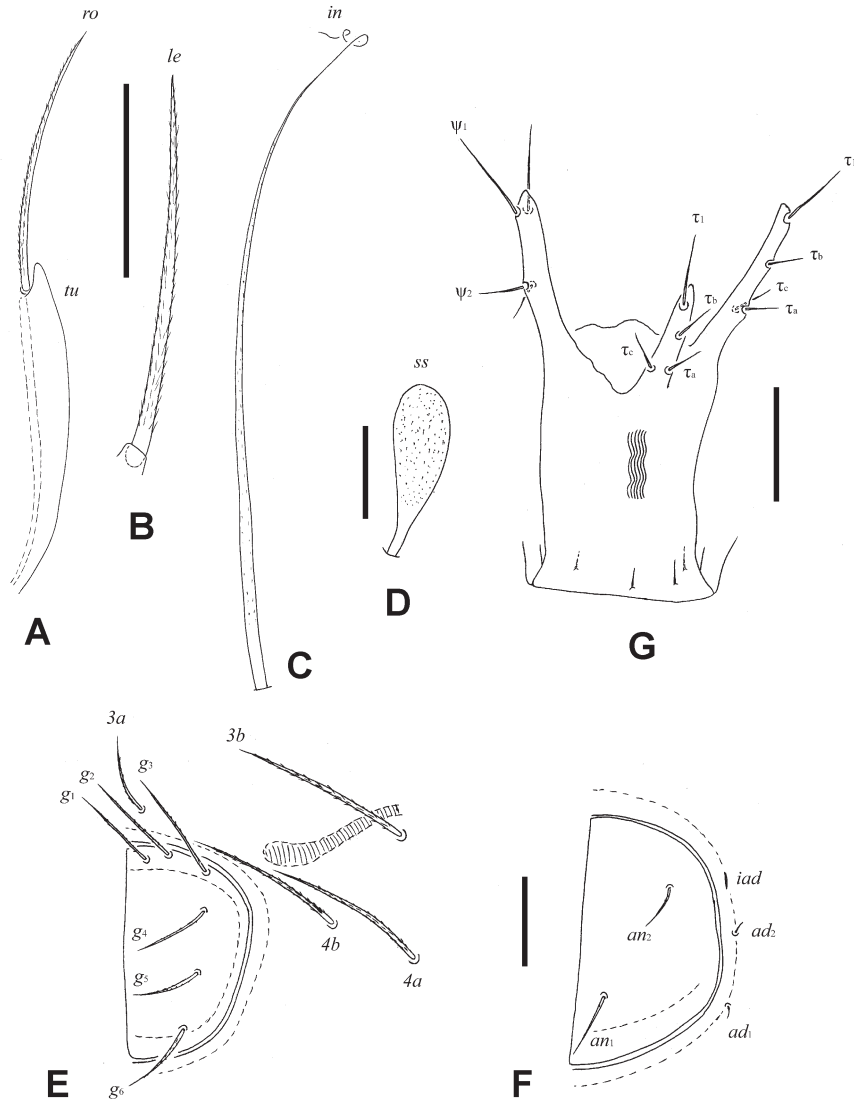 ro
le
in
tu
B
A
C
ss
D
ψ1
τ1
τ1
τb
τb
ψ2
τc
τa
τc
τa
G
3a
3b
g3
g2
g1
g4
4b
g5
4a
g6
E
iad
an2
ad2
an1
ad1
F